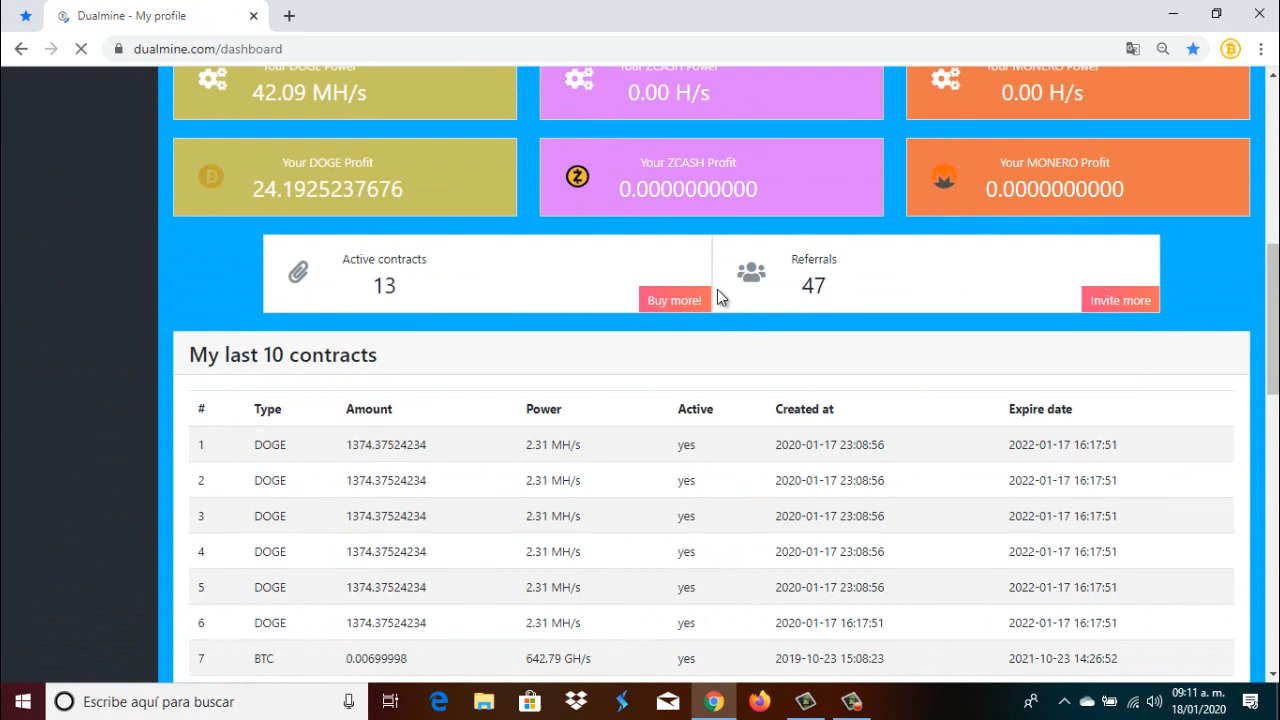 Dualmine - My profile
dualmine.com/dashboard
Your DOGE Power
Your ZCASH Power
Your MONERO Power
42.09 MH/s
0.00 H/s
0.00 H/s
Your DOGE Profit
Your ZCASH Profit
Your MONERO Profit
24.1925237676
0.0000000000
0.0000000000
Active contracts
Referrals
13
47
Buy more!
Invite more
My last 10 contracts
# Type Amount Power Active Created at Expire date
1 DOGE 1374.37524234 2.31 MH/s yes 2020-01-17 23:08:56 2022-01-17 16:17:51
2 DOGE 1374.37524234 2.31 MH/s yes 2020-01-17 23:08:56 2022-01-17 16:17:51
3 DOGE 1374.37524234 2.31 MH/s yes 2020-01-17 23:08:56 2022-01-17 16:17:51
4 DOGE 1374.37524234 2.31 MH/s yes 2020-01-17 23:08:56 2022-01-17 16:17:51
5 DOGE 1374.37524234 2.31 MH/s yes 2020-01-17 23:08:56 2022-01-17 16:17:51
6 DOGE 1374.37524234 2.31 MH/s yes 2020-01-17 16:17:51 2022-01-17 16:17:51
7 BTC 0.00699998 642.79 GH/s yes 2019-10-23 15:08:23 2021-10-23 14:26:52
Escribe aquí para buscar
09:11 a. m.
18/01/2020